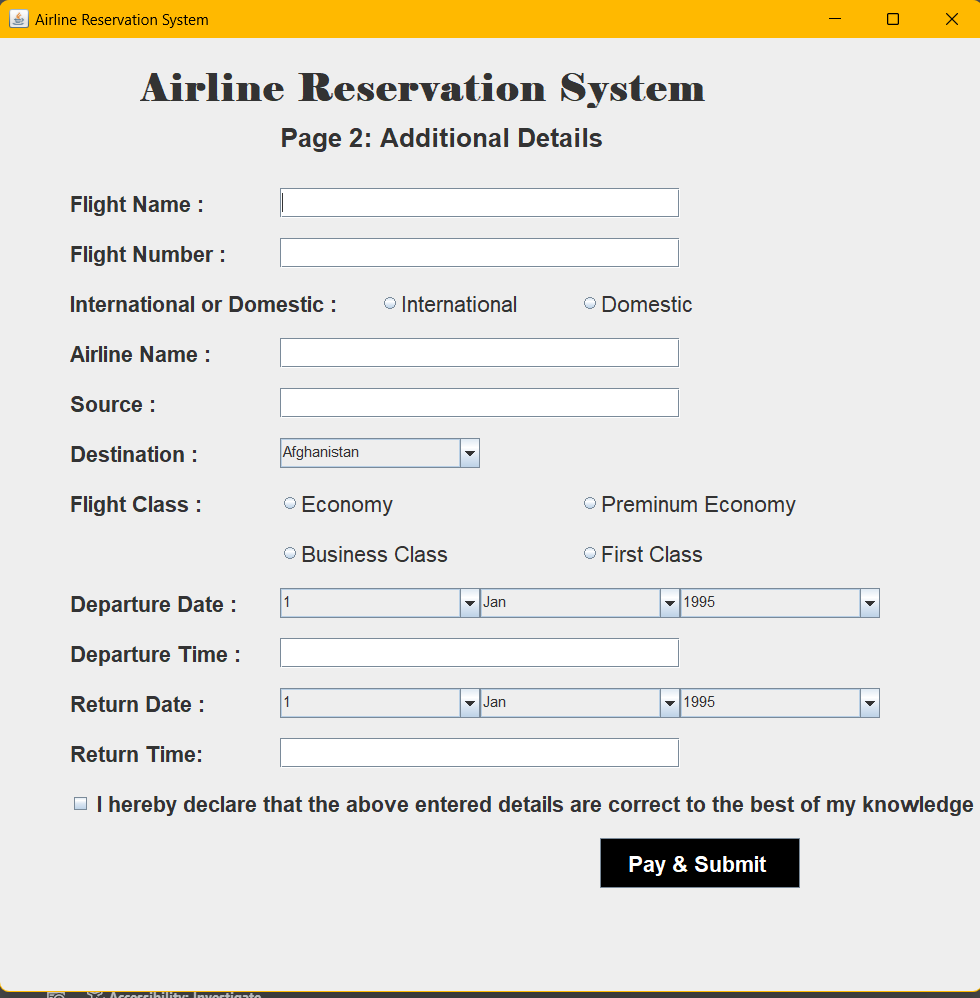 Airline Reservation System
Airline Reservation System
Page 2: Additional Details
Flight Name :
Flight Number :
International or Domestic : International Domestic
Airline Name :
Source :
Destination : Afghanistan
Flight Class : Economy Preminum Economy
Business Class First Class
Departure Date : 1 Jan 1995
Departure Time :
Return Date : 1 Jan 1995
Return Time:
I hereby declare that the above entered details are correct to the best of my knowledge
Pay & Submit
Accessibility: Investigate